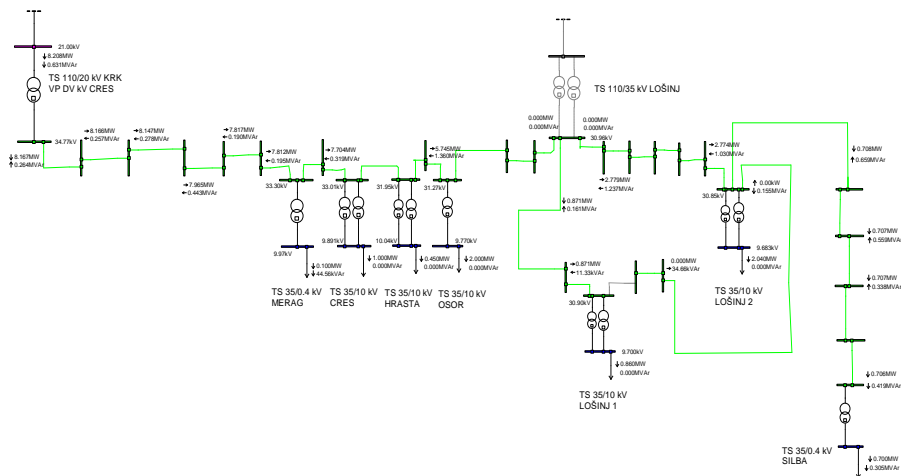 21.00kV
8.208MW
0.631MVAr
TS 110/20 kV KRK
VP DV kV CRES
34.77kV
8.167MW
0.264MVAr
8.166MW
0.257MVAr
8.147MW
0.278MVAr
7.965MW
0.443MVAr
7.817MW
0.190MVAr
7.812MW
0.195MVAr
33.30kV
9.97kV
0.100MW
44.56kVAr
TS 35/0.4 kV
MERAG
7.704MW
0.319MVAr
33.01kV
9.891kV
1.000MW
0.000MVAr
TS 35/10 kV
CRES
31.95kV
10.04kV
0.450MW
0.000MVAr
TS 35/10 kV
HRASTA
5.745MW
1.360MVAr
31.27kV
9.770kV
2.000MW
0.000MVAr
TS 35/10 kV
OSOR
TS 110/35 kV LOŠINJ
0.000MW
0.000MVAr
0.000MW
0.000MVAr
30.96kV
2.779MW
1.237MVAr
2.774MW
1.030MVAr
0.871MW
0.161MVAr
0.871MW
11.33kVAr
30.90kV
9.700kV
0.860MW
0.000MVAr
TS 35/10 kV
LOŠINJ 1
0.000MW
34.66kVAr
30.85kV
0.00kW
0.155MVAr
9.683kV
2.040MW
0.000MVAr
TS 35/10 kV
LOŠINJ 2
0.708MW
0.659MVAr
0.707MW
0.559MVAr
0.707MW
0.338MVAr
0.706MW
0.419MVAr
TS 35/0.4 kV
SILBA
0.700MW
0.305MVAr